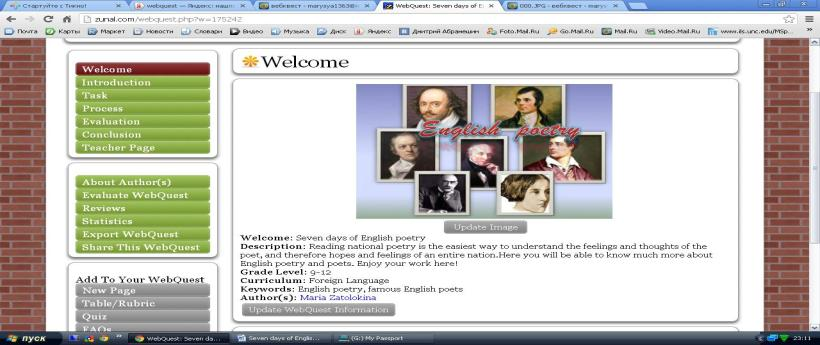 Стартуйте с Тикно!
webquest — Яндекс: наш
вебквест - marysya1363@
WebQuest: Seven days of E
000.JPG - вебквест - marys
zunal.com/webquest.php?w=175242
Почта Карты Маркет Новости Словари Видео Музыка Диск Яндекс Дмитрий Абрамешин Foto.Mail.Ru Go.Mail.Ru Mail.Ru Video.Mail.Ru www.ils.unc.edu/MSp...
Welcome
Introduction
Task
Process
Evaluation
Conclusion
Teacher Page
About Author(s)
Evaluate WebQuest
Reviews
Statistics
Export WebQuest
Share This WebQuest
Add To Your WebQuest
New Page
Table/Rubric
Quiz
FAQs
Welcome
English poetry
Update Image
Welcome: Seven days of English poetry
Description: Reading national poetry is the easiest way to understand the feelings and thoughts of the
poet, and therefore hopes and feelings of an entire nation.Here you will be able to know much more about
English poetry and poets. Enjoy your work here!
Grade Level: 9-12
Curriculum: Foreign Language
Keywords: English poetry, famous English poets
Author(s): Maria Zatolokina
Update WebQuest Information
пуск
WebQuest: Seven da...
Seven days of Englis...
(G:) My Passport
23:11